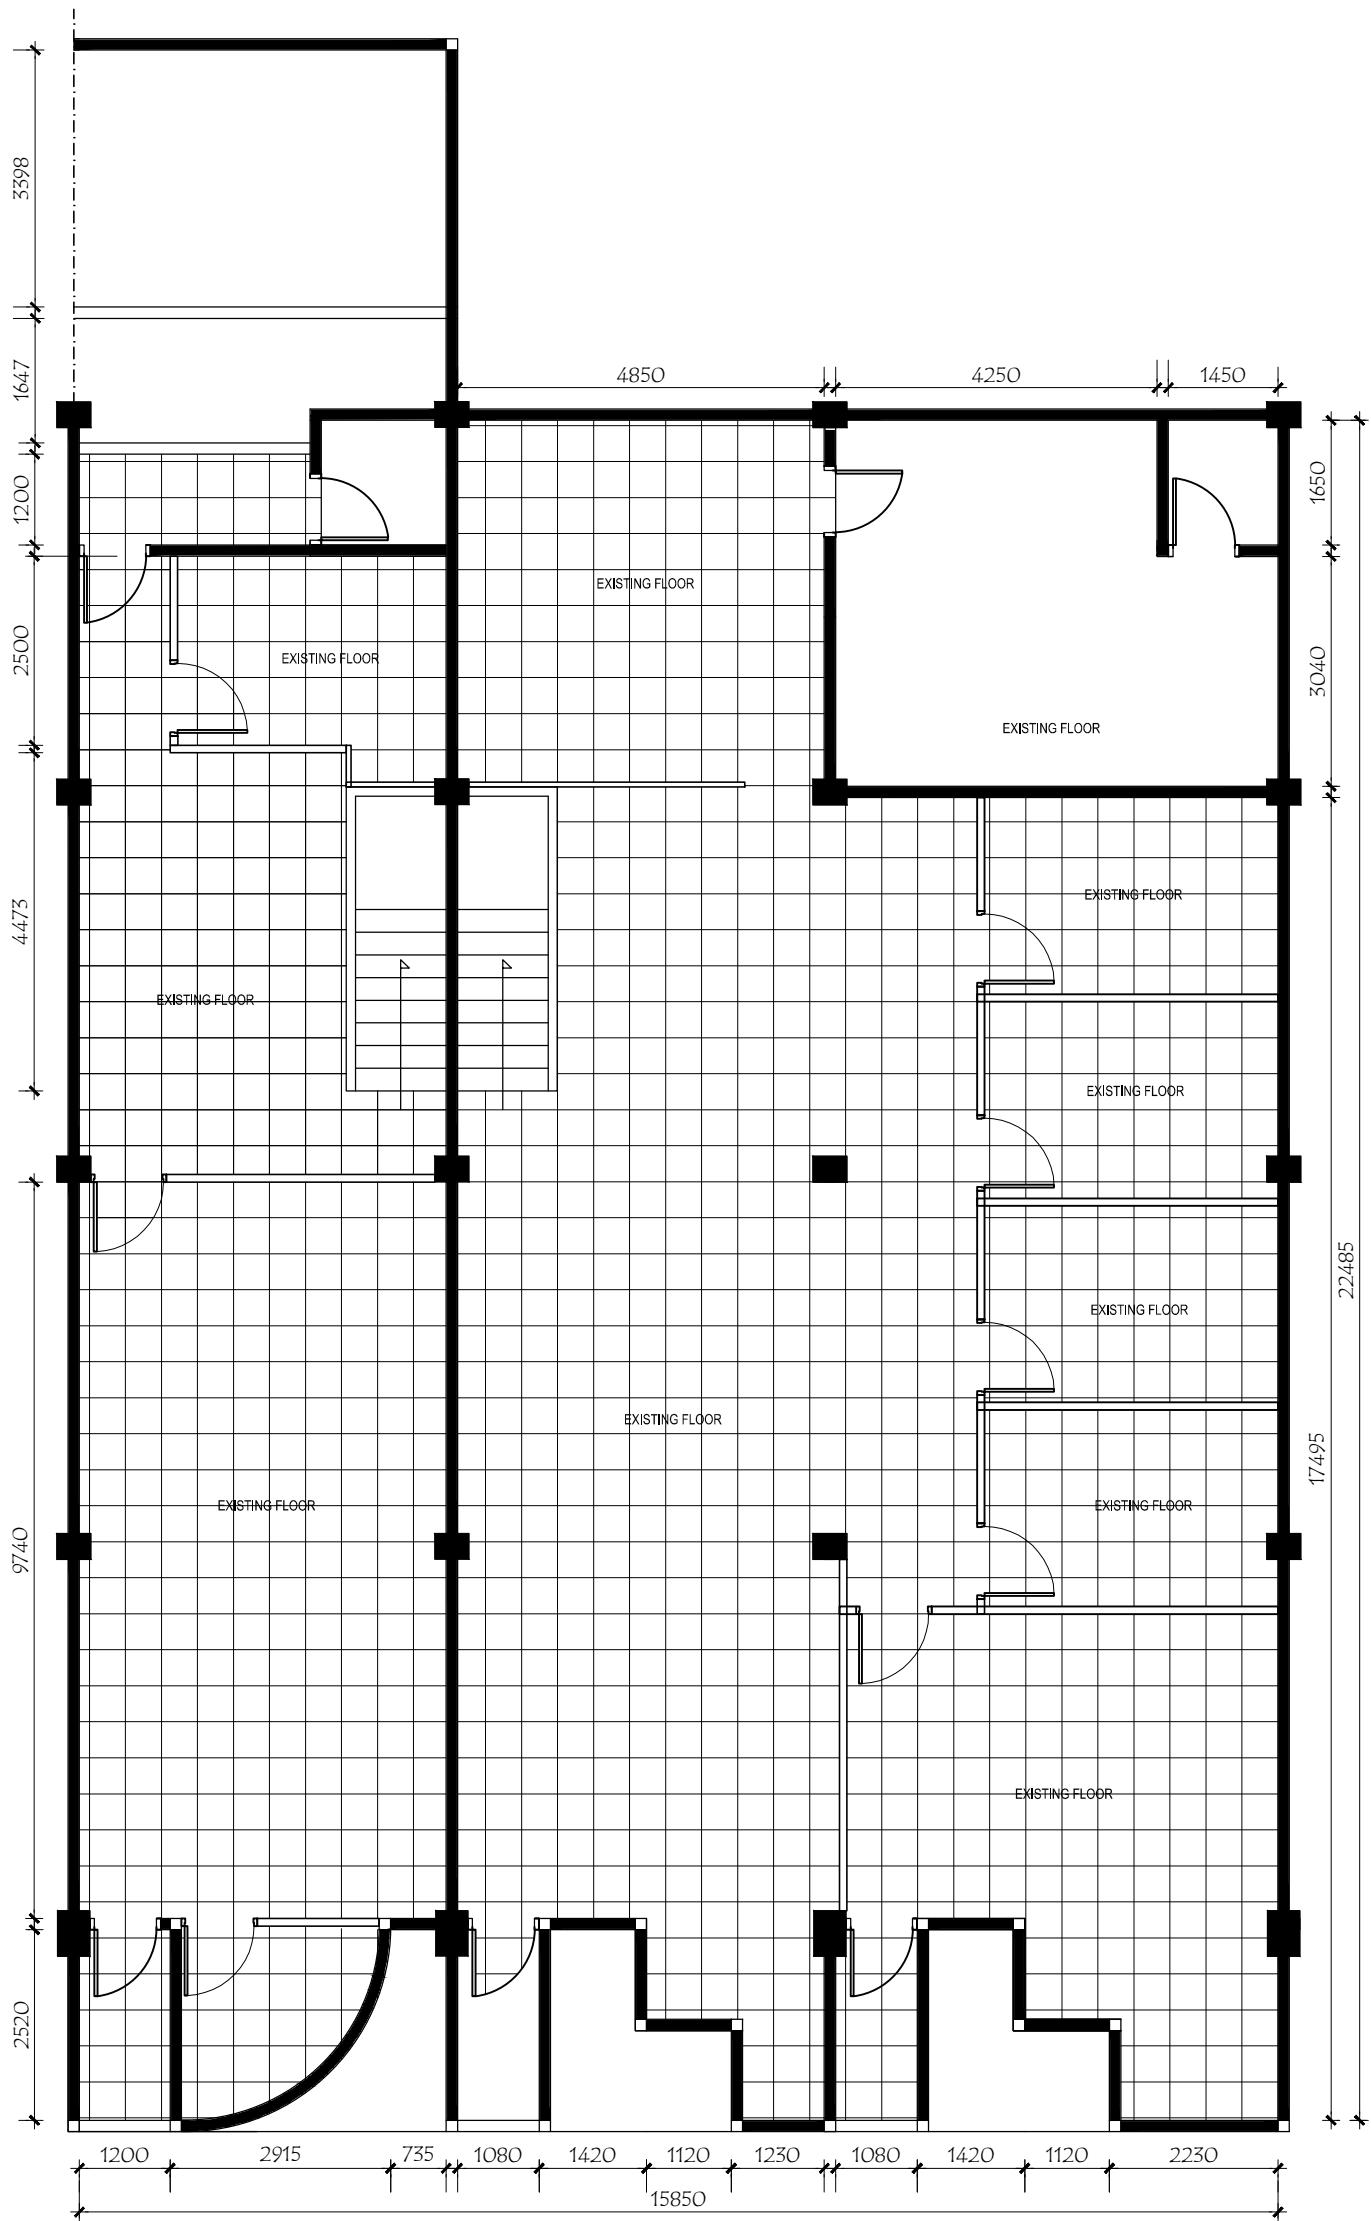 3398
1647
4850
4250
1450
1200
1650
2500
EXISTING FLOOR
EXISTING FLOOR
3040
EXISTING FLOOR
4473
EXISTING FLOOR
EXISTING FLOOR
EXISTING FLOOR
22485
EXISTING FLOOR
EXISTING FLOOR
17495
EXISTING FLOOR
EXISTING FLOOR
9740
EXISTING FLOOR
2520
1200
2915
735
1080
1420
1120
1230
1080
1420
1120
2230
15850